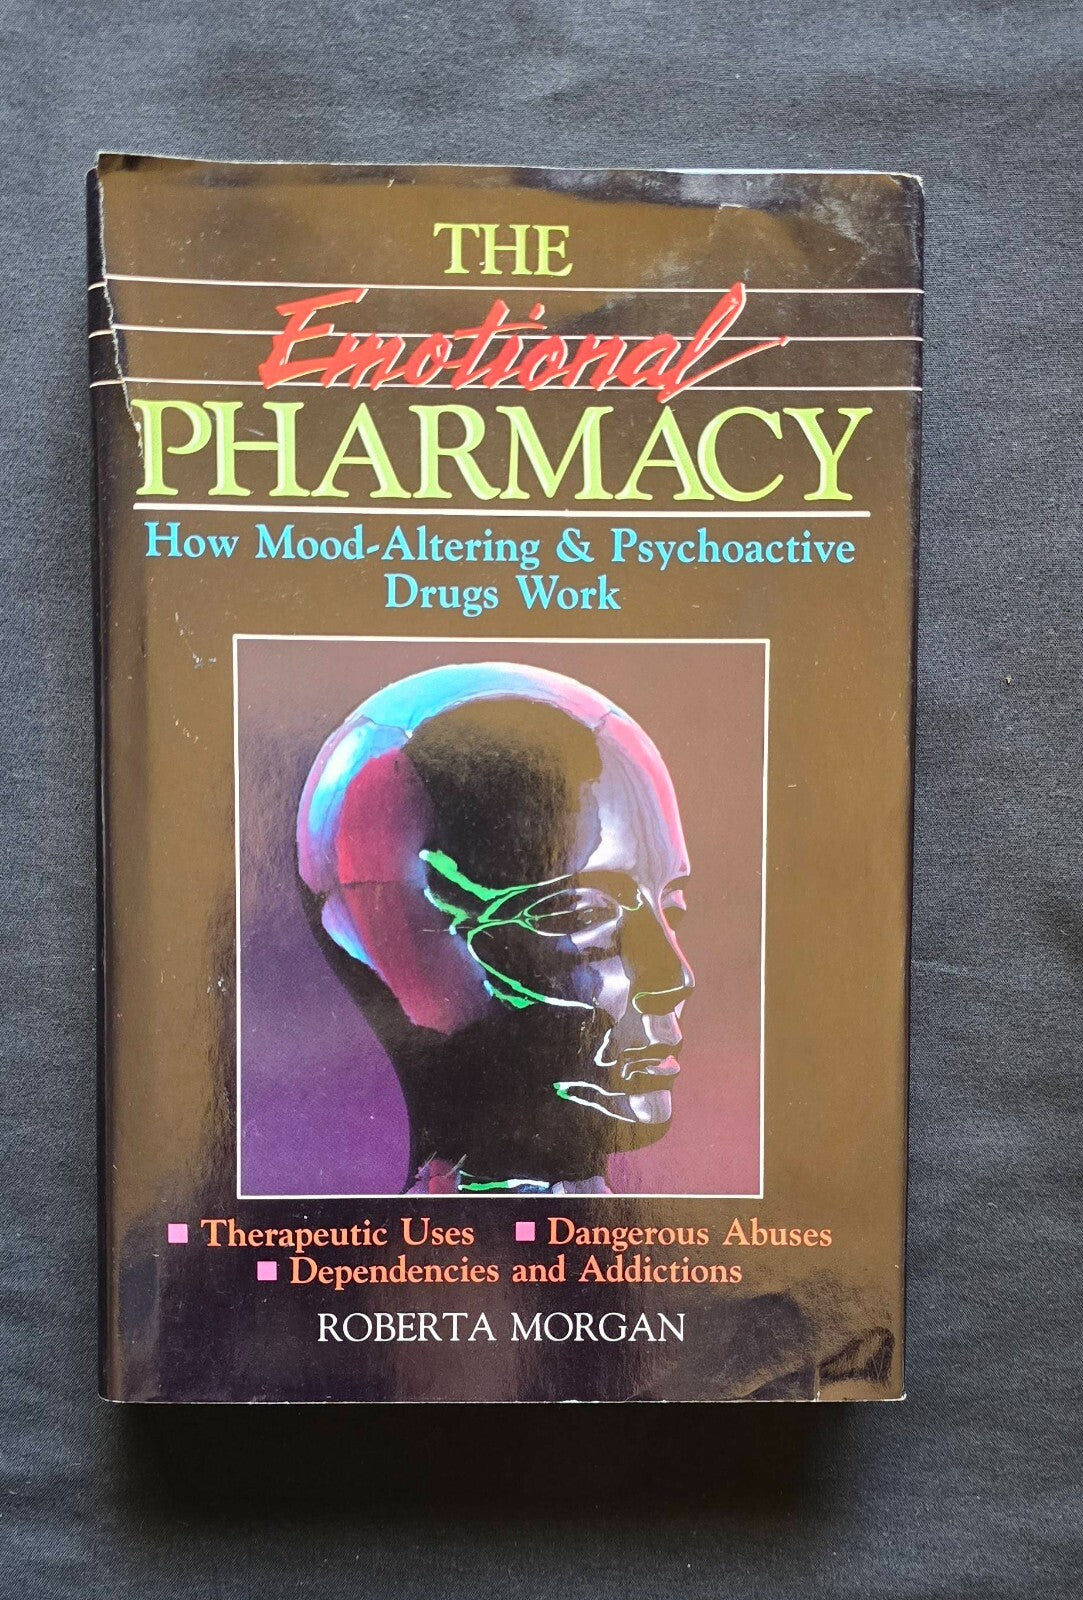 THE
Emotional
PHARMACY
How Mood-Altering & Psychoactive
Drugs Work
■ Therapeutic Uses ■ Dangerous Abuses
■ Dependencies and Addictions
ROBERTA MORGAN